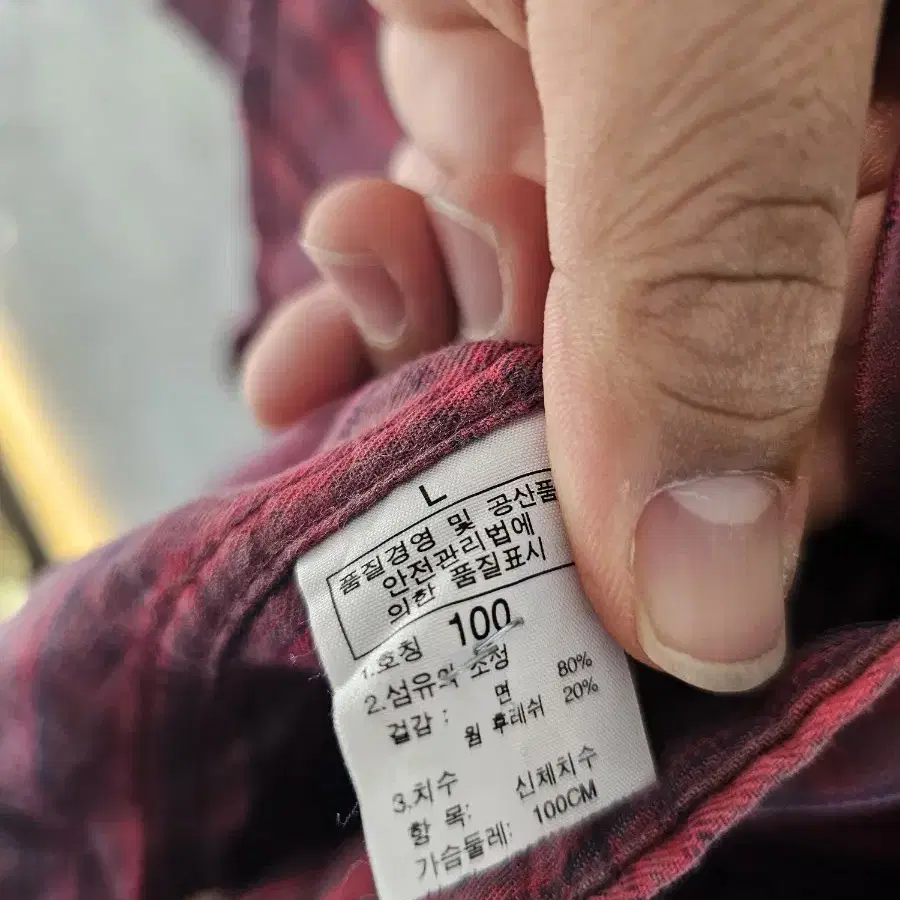 L
품질경영 및 공산품
안전관리법에
의한 품질표시
1.호칭 100
2.섬유의 조성
겉감 : 면 80%
웜 후레쉬 20%
3.치수 신체치수
항 목:
가슴둘레: 100CM